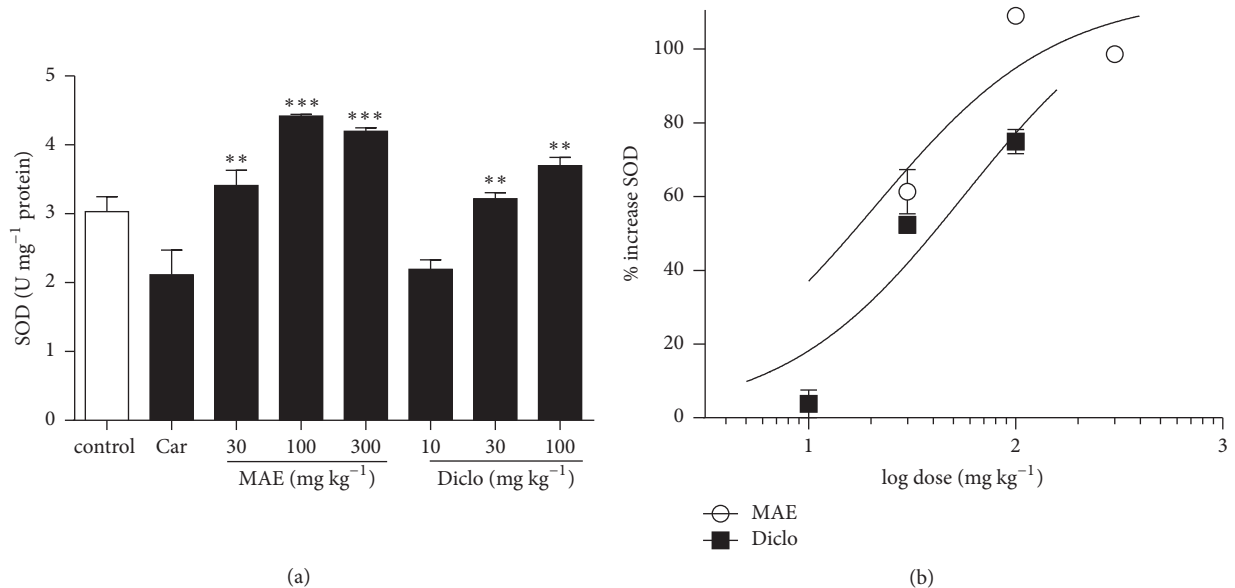 5
4
3
2
1
0
SOD (U mg⁻¹ protein)
**
***
***
**
**
control
Car
30
100
300
10
30
100
MAE (mg kg⁻¹)
Diclo (mg kg⁻¹)
(a)
100
80
60
40
20
0
% increase SOD
1
2
3
log dose (mg kg⁻¹)
MAE
Diclo
(b)